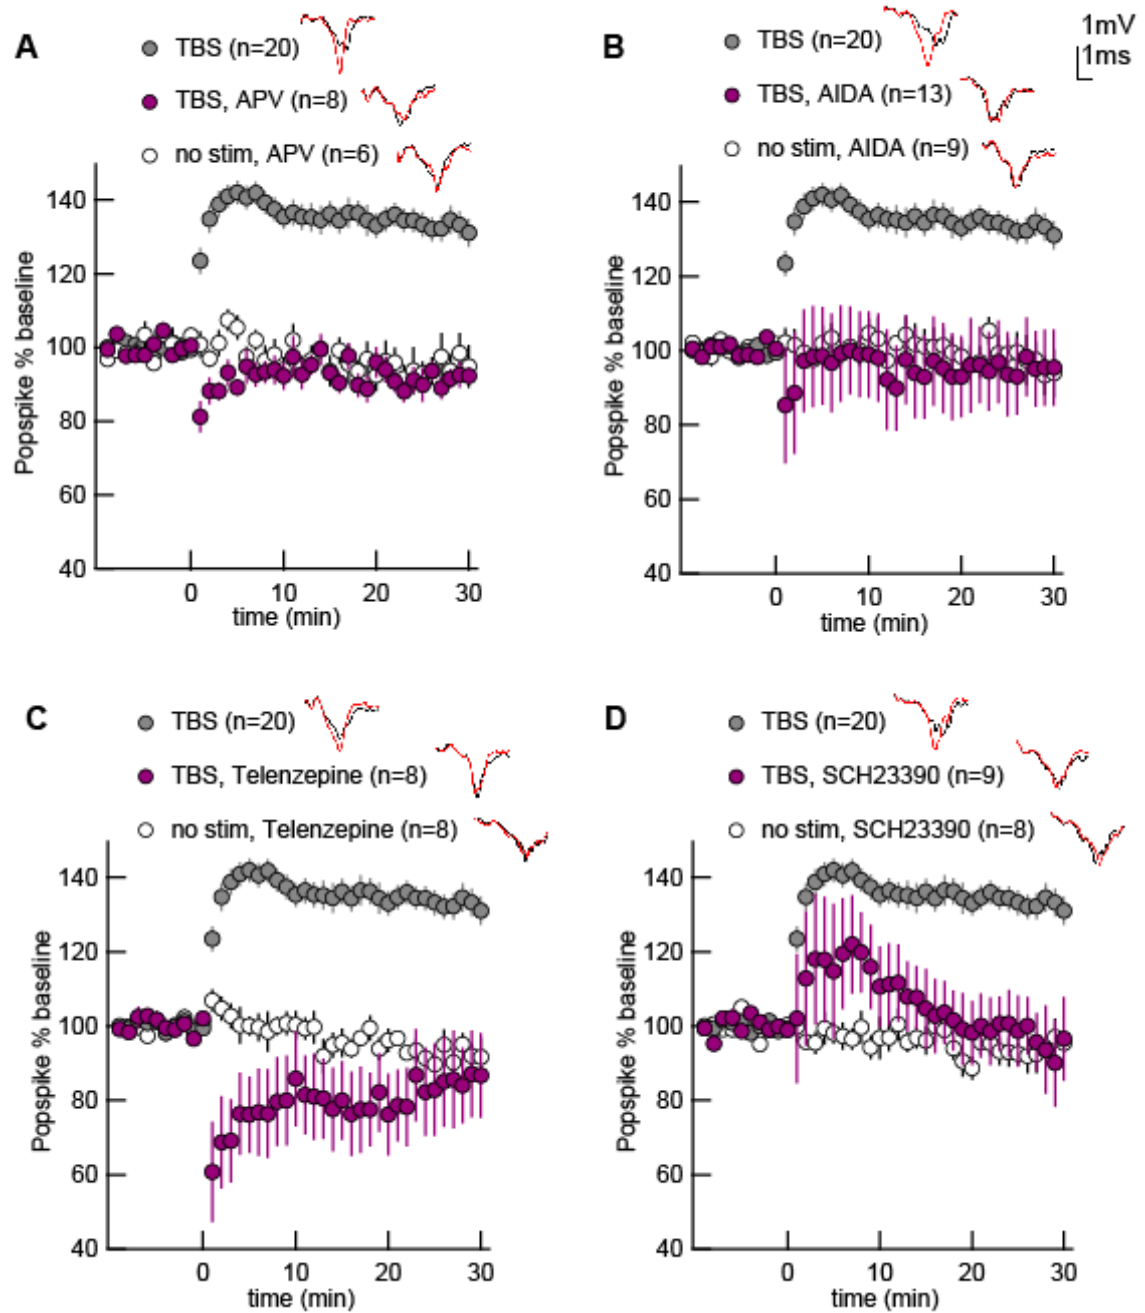 A
TBS (n=20)
TBS, APV (n=8)
no stim, APV (n=6)
140
120
100
80
60
40
Popspike % baseline
0
10
20
30
time (min)
B
TBS (n=20)
TBS, AIDA (n=13)
no stim, AIDA (n=9)
1mV
1ms
140
120
100
80
60
40
Popspike % baseline
0
10
20
30
time (min)
C
TBS (n=20)
TBS, Telenzepine (n=8)
no stim, Telenzepine (n=8)
140
120
100
80
60
40
Popspike % baseline
0
10
20
30
time (min)
D
TBS (n=20)
TBS, SCH23390 (n=9)
no stim, SCH23390 (n=8)
140
120
100
80
60
40
Popspike % baseline
0
10
20
30
time (min)